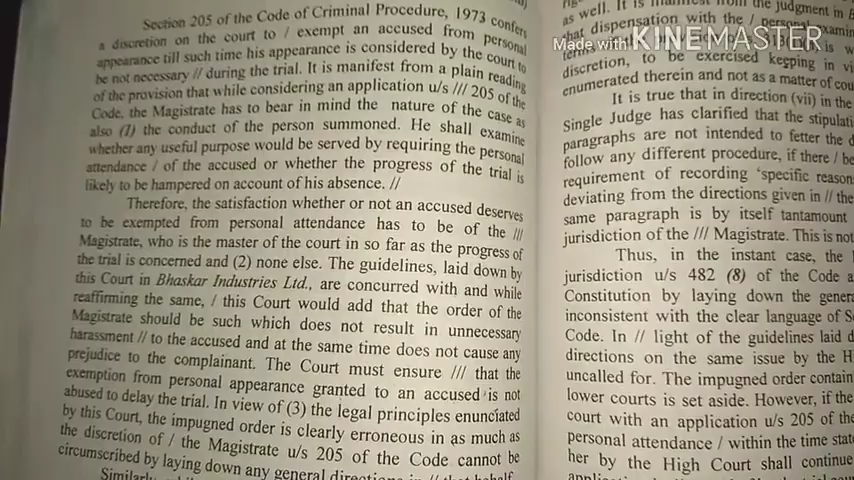 Section 205 of the Code of Criminal Procedure, 1973 confers
a discretion on the court to / exempt an accused from personal
appearance till such time his appearance is considered by the court to
be not necessary // during the trial. It is manifest from a plain reading
of the provision that while considering an application u/s /// 205 of the
Code, the Magistrate has to bear in mind the nature of the case as
also (1) the conduct of the person summoned. He shall examine
whether any useful purpose would be served by requiring the personal
attendance / of the accused or whether the progress of the trial is
likely to be hampered on account of his absence. //
Therefore, the satisfaction whether or not an accused deserves
to be exempted from personal attendance has to be of the ///
Magistrate, who is the master of the court in so far as the progress of
the trial is concerned and (2) none else. The guidelines, laid down by
this Court in Bhaskar Industries Ltd., are concurred with and while
reaffirming the same, / this Court would add that the order of the
Magistrate should be such which does not result in unnecessary
harassment // to the accused and at the same time does not cause any
prejudice to the complainant. The Court must ensure /// that the
exemption from personal appearance granted to an accused is not
abused to delay the trial. In view of (3) the legal principles enunciated
by this Court, the impugned order is clearly erroneous in as much as
the discretion of / the Magistrate u/s 205 of the Code cannot be
circumscribed by laying down any general directions in // that behalf.
Similarly
as well. It is manifest from the judgment in
that dispensation with the / personal
Made with KINEMASTER
discretion, to be exercised keeping in
enumerated therein and not as a matter of
It is true that in direction (vii) in the
Single Judge has clarified that the
paragraphs are not intended to fetter the
follow any different procedure, if there /
requirement of recording 'specific
deviating from the directions given in // the
same paragraph is by itself tantamount
jurisdiction of the /// Magistrate. This is not
Thus, in the instant case, the
jurisdiction u/s 482 (8) of the Code
Constitution by laying down the
inconsistent with the clear language of
Code. In // light of the guidelines laid
directions on the same issue by the
uncalled for. The impugned order
lower courts is set aside. However, if the
court with an application u/s 205 of the
personal attendance / within the time
her by the High Court shall continue